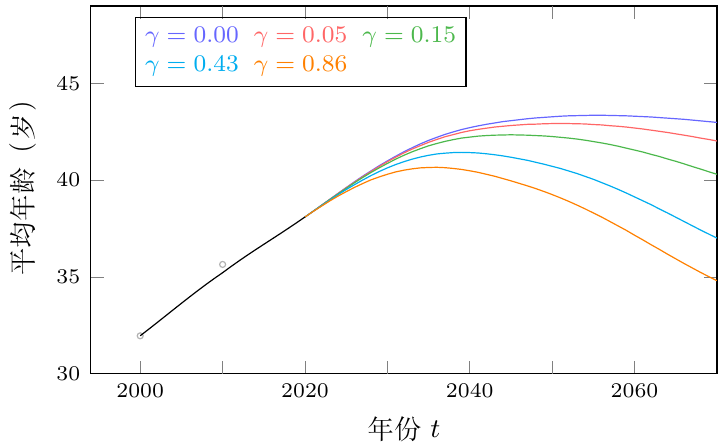 γ = 0.00 γ = 0.05 γ = 0.15
γ = 0.43 γ = 0.86
45
40
35
30
平均年龄（岁）
2000 2020 2040 2060
年份 t